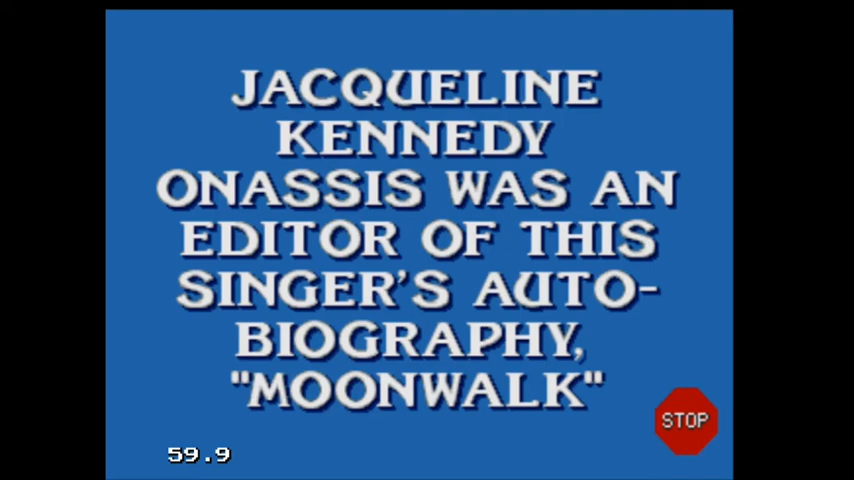 JACQUELINE
KENNEDY
ONASSIS WAS AN
EDITOR OF THIS
SINGER'S AUTO-
BIOGRAPHY,
"MOONWALK"
STOP
59.9